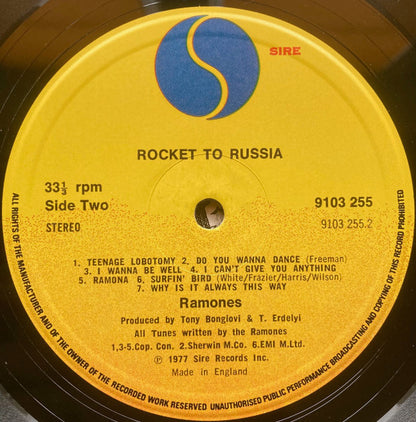 SIRE
ROCKET TO RUSSIA
33⅓ rpm
Side Two
STEREO
9103 255
9103 255.2
1. TEENAGE LOBOTOMY 2. DO YOU WANNA DANCE (Freeman)
3. I WANNA BE WELL 4. I CAN'T GIVE YOU ANYTHING
5. RAMONA 6. SURFIN' BIRD (White/Frazier/Harris/Wilson)
7. WHY IS IT ALWAYS THIS WAY
Ramones
Produced by Tony Bongiovi & T. Erdelyi
All Tunes written by the Ramones
1,3-5.Cop. Con. 2.Sherwin M.Co. 6.EMI M.Ltd.
℗ 1977 Sire Records Inc.
Made in England
ALL RIGHTS OF THE MANUFACTURER AND OF THE OWNER OF THE RECORDED WORK RESERVED UNAUTHORISED PUBLIC PERFORMANCE BROADCASTING AND COPYING OF THIS RECORD PROHIBITED